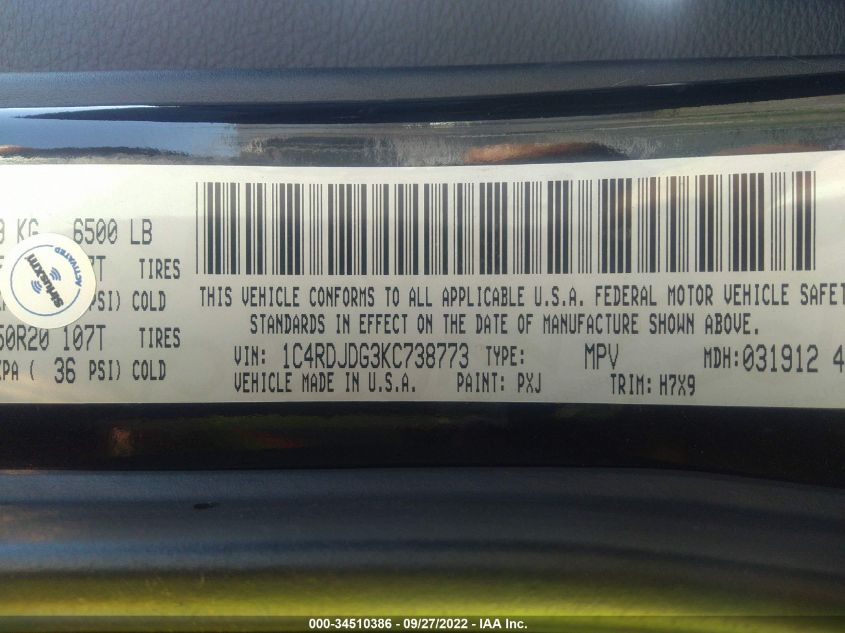 KG 6500 LB
107T TIRES
PSI) COLD
50R20 107T TIRES
KPA ( 36 PSI) COLD
ACTIVATED
siriusxm
THIS VEHICLE CONFORMS TO ALL APPLICABLE U.S.A. FEDERAL MOTOR VEHICLE SAFET
STANDARDS IN EFFECT ON THE DATE OF MANUFACTURE SHOWN ABOVE.
VIN: 1C4RDJDG3KC738773 TYPE: MPV MDH:031912 4
VEHICLE MADE IN U.S.A. PAINT: PXJ TRIM: H7X9
000-34510386 - 09/27/2022 - IAA Inc.